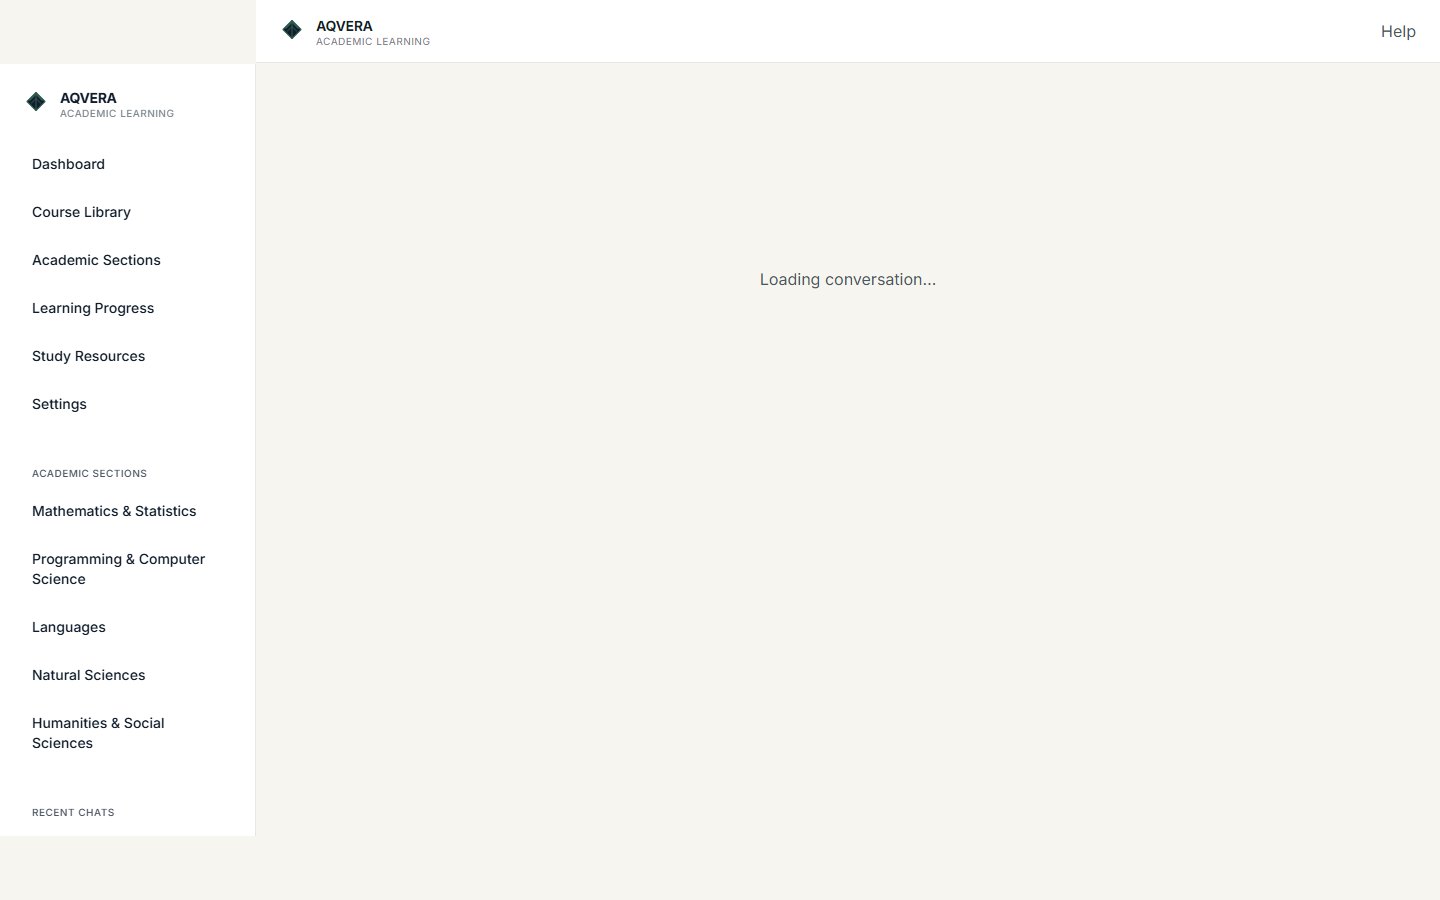 AQVERA
ACADEMIC LEARNING
Help
AQVERA
ACADEMIC LEARNING
Dashboard
Course Library
Academic Sections
Learning Progress
Study Resources
Settings
ACADEMIC SECTIONS
Mathematics & Statistics
Programming & Computer
Science
Languages
Natural Sciences
Humanities & Social
Sciences
RECENT CHATS
Loading conversation...